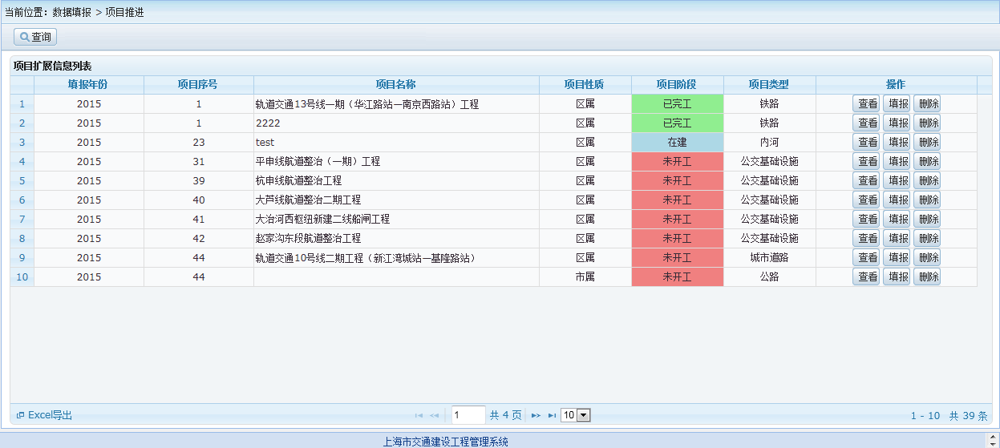 当前位置：数据填报 > 项目推进
查询
项目扩展信息列表
填报年份 项目序号 项目名称 项目性质 项目阶段 项目类型 操作
1 2015 1 轨道交通13号线一期（华江路站—南京西路站）工程 区属 已完工 铁路 查看 填报 删除
2 2015 1 2222 区属 已完工 铁路 查看 填报 删除
3 2015 23 test 区属 在建 内河 查看 填报 删除
4 2015 31 平申线航道整治（一期）工程 区属 未开工 公交基础设施 查看 填报 删除
5 2015 39 杭申线航道整治工程 区属 未开工 公交基础设施 查看 填报 删除
6 2015 40 大芦线航道整治二期工程 区属 未开工 公交基础设施 查看 填报 删除
7 2015 41 大治河西枢纽新建二线船闸工程 区属 未开工 公交基础设施 查看 填报 删除
8 2015 42 赵家沟东段航道整治工程 区属 未开工 公交基础设施 查看 填报 删除
9 2015 44 轨道交通10号线二期工程（新江湾城站—基隆路站） 区属 未开工 城市道路 查看 填报 删除
10 2015 44 市属 未开工 公路 查看 填报 删除
Excel导出 1 共 4 页 10 1 - 10 共 39 条
上海市交通建设工程管理系统